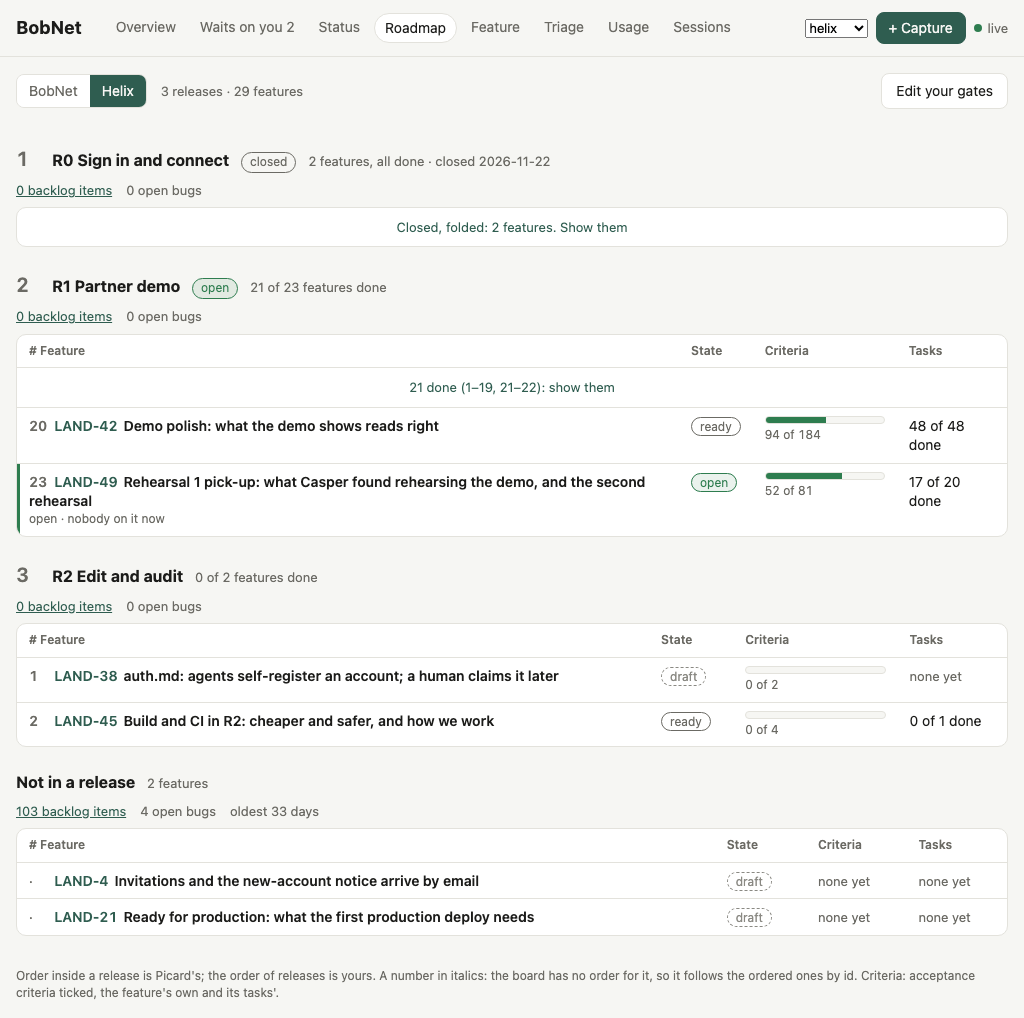 BobNet Overview Waits on you 2 Status Roadmap Feature Triage Usage Sessions helix + Capture live
BobNet Helix 3 releases · 29 features Edit your gates
1 R0 Sign in and connect closed 2 features, all done · closed 2026-11-22
0 backlog items 0 open bugs
Closed, folded: 2 features. Show them
2 R1 Partner demo open 21 of 23 features done
0 backlog items 0 open bugs
# Feature State Criteria Tasks
21 done (1–19, 21–22): show them
20 LAND-42 Demo polish: what the demo shows reads right ready 94 of 184 48 of 48
done
23 LAND-49 Rehearsal 1 pick-up: what Casper found rehearsing the demo, and the second open 52 of 81 17 of 20
rehearsal done
open · nobody on it now
3 R2 Edit and audit 0 of 2 features done
0 backlog items 0 open bugs
# Feature State Criteria Tasks
1 LAND-38 auth.md: agents self-register an account; a human claims it later draft 0 of 2 none yet
2 LAND-45 Build and CI in R2: cheaper and safer, and how we work ready 0 of 4 0 of 1 done
Not in a release 2 features
103 backlog items 4 open bugs oldest 33 days
# Feature State Criteria Tasks
· LAND-4 Invitations and the new-account notice arrive by email draft none yet none yet
· LAND-21 Ready for production: what the first production deploy needs draft none yet none yet
Order inside a release is Picard's; the order of releases is yours. A number in italics: the board has no order for it, so it follows the ordered ones by id. Criteria: acceptance
criteria ticked, the feature's own and its tasks'.